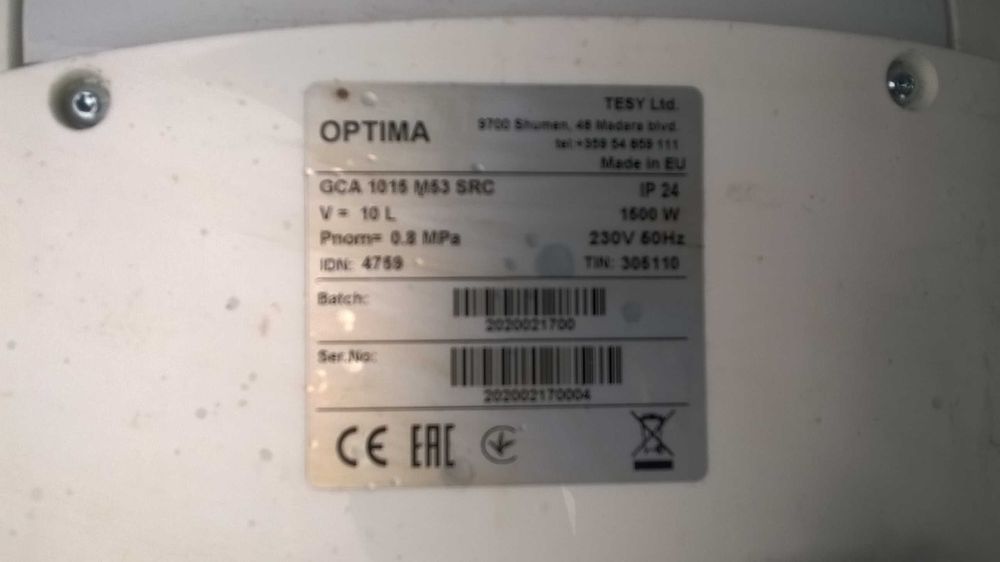 TESY Ltd.
OPTIMA
9700 Shumen, 48 Madara blvd.
tel +359 54 859 111
Made in EU
GCA 1015 M53 SRC IP 24
V = 10 L 1500 W
Pnom= 0.8 MPa 230V 50Hz
IDN: 4759 TIN: 305110
Batch:
2020021700
Ser.No:
202002170004
CE EAC